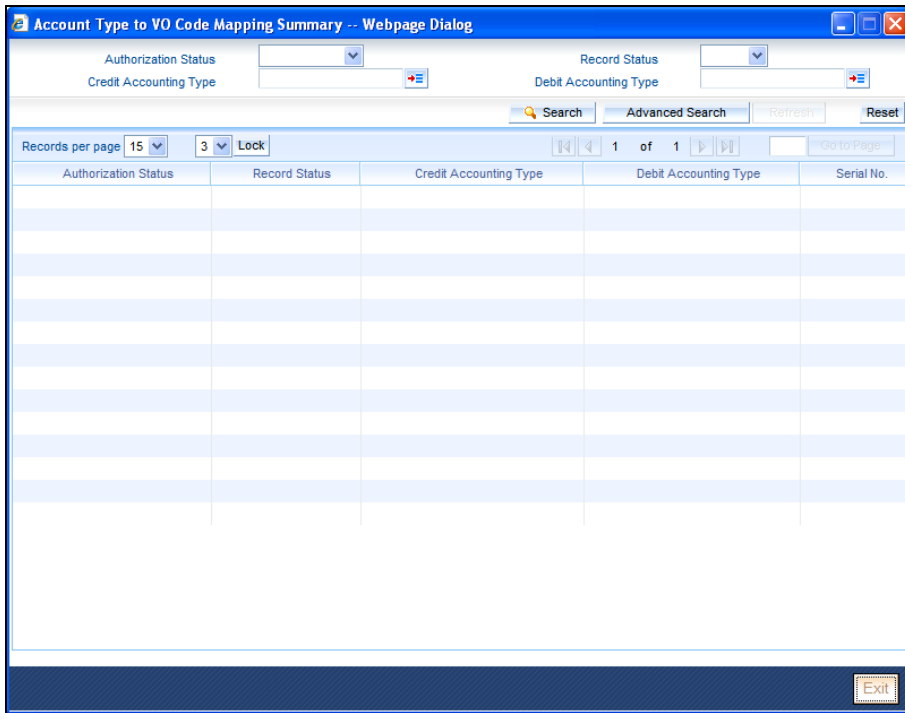 Account Type to VO Code Mapping Summary -- Webpage Dialog
Authorization Status
Record Status
Credit Accounting Type
Debit Accounting Type
Search Advanced Search Refresh Reset
Records per page 15 3 Lock 1 of 1 Go to Page
Authorization Status Record Status Credit Accounting Type Debit Accounting Type Serial No.
Exit